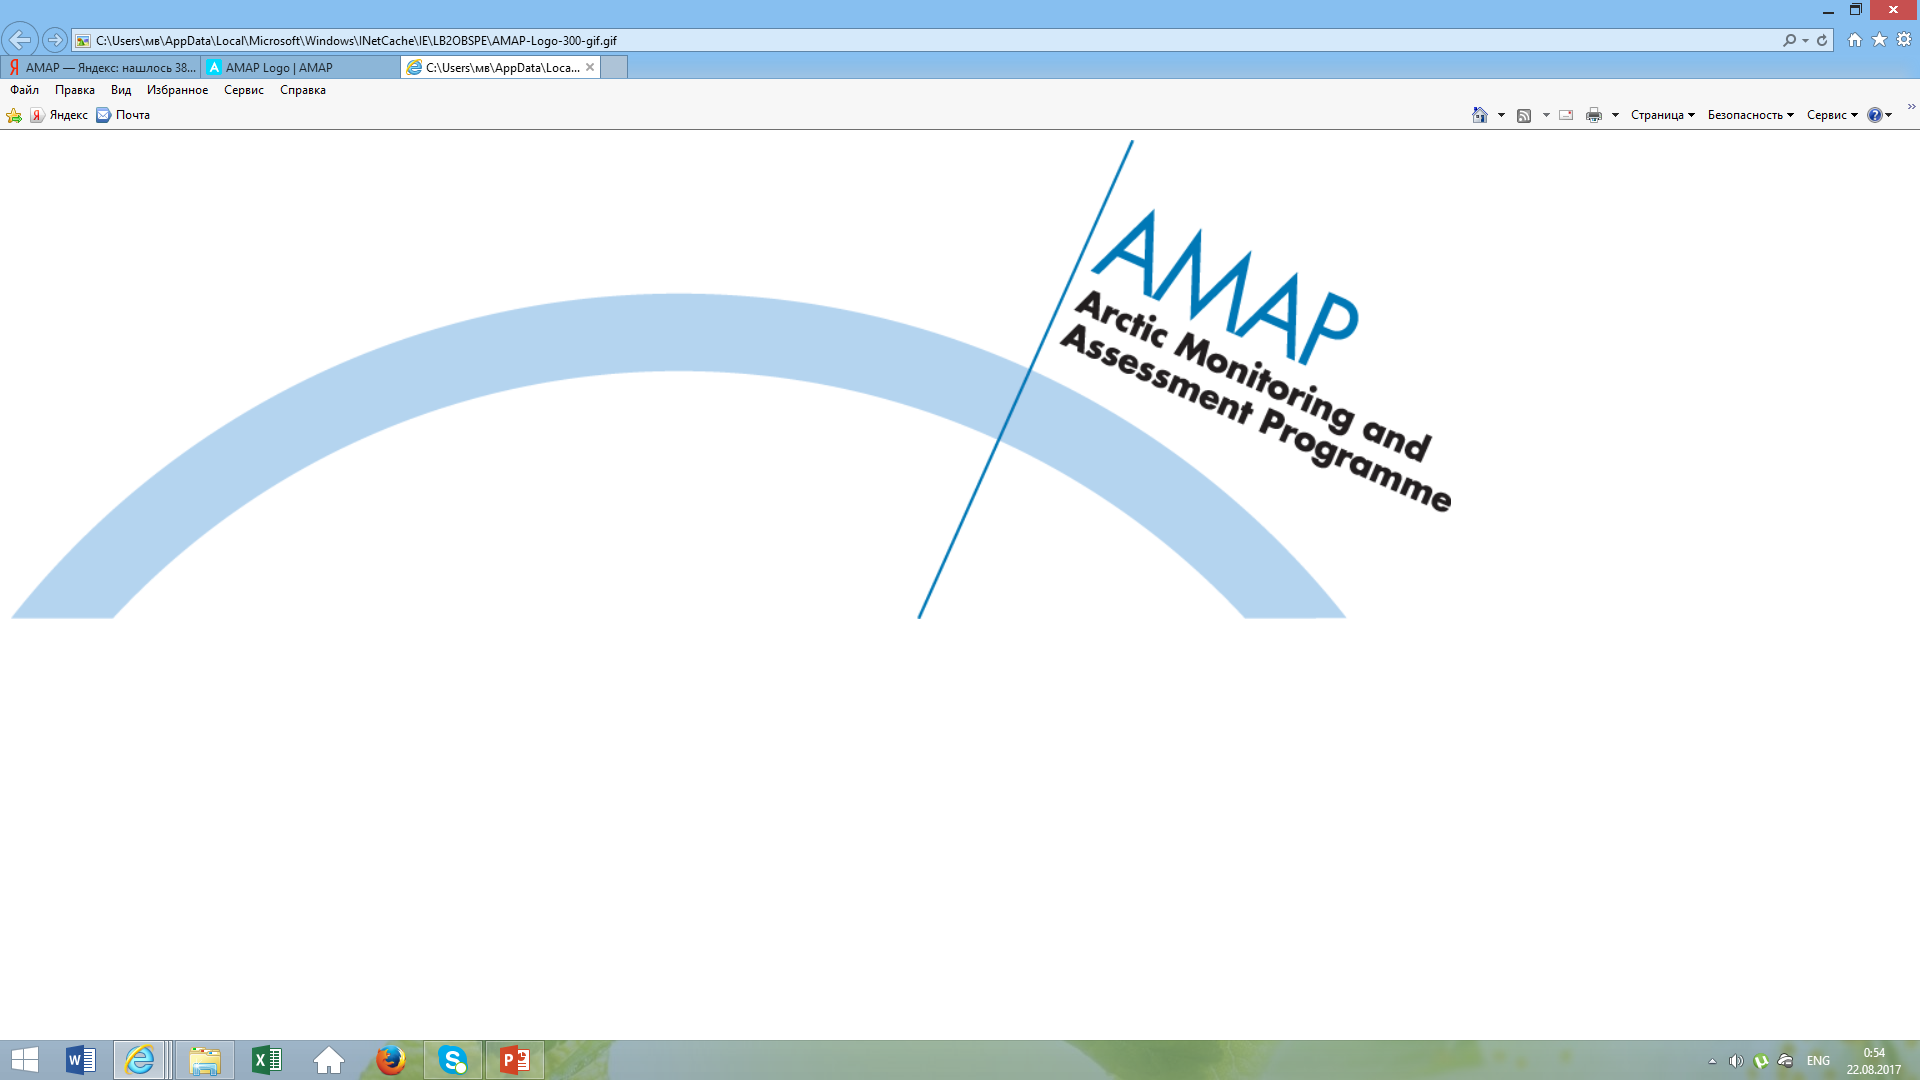 C:\Users\мв\AppData\Local\Microsoft\Windows\INetCache\IE\LB2OBSPE\AMAP-Logo-300-gif.gif
AMAP — Яндекс: нашлось 38... AMAP Logo | AMAP C:\Users\мв\AppData\Loca...
Файл Правка Вид Избранное Сервис Справка
Яндекс Почта Страница Безопасность Сервис
AMAP
Arctic Monitoring and
Assessment Programme
ENG 0:54
22.08.2017